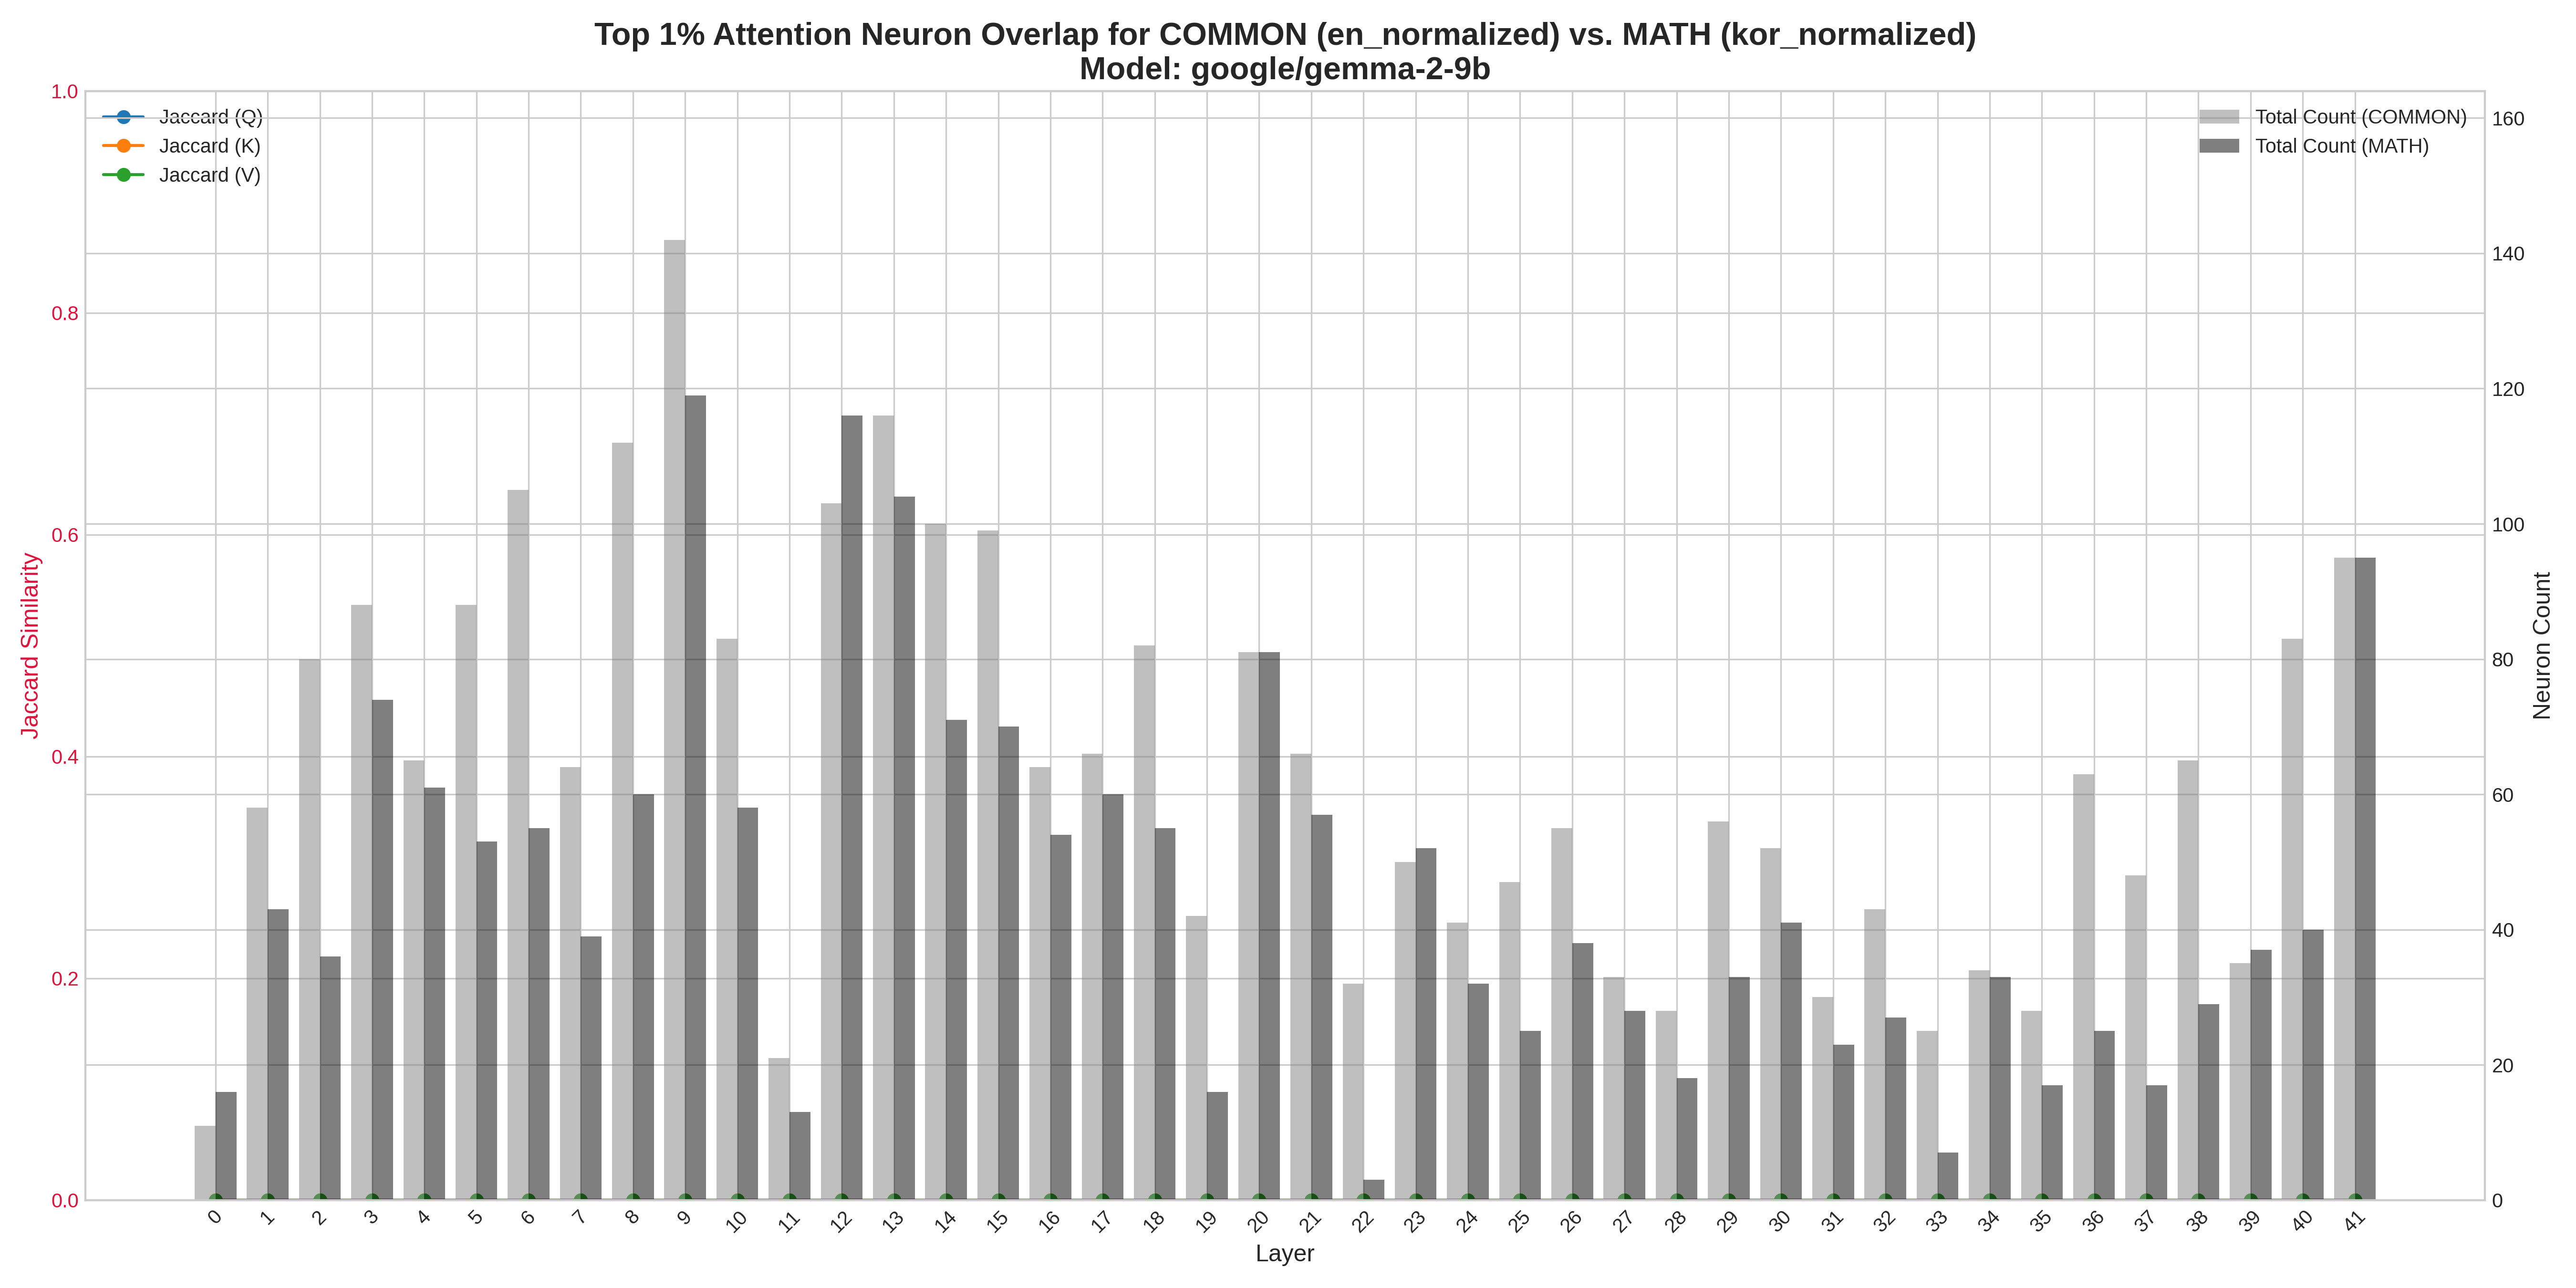 Top 1% Attention Neuron Overlap for COMMON (en_normalized) vs. MATH (kor_normalized)
Model: google/gemma-2-9b
Jaccard (Q)
Jaccard (K)
Jaccard (V)
Total Count (COMMON)
Total Count (MATH)
Jaccard Similarity
1.0
0.8
0.6
0.4
0.2
0.0
Neuron Count
160
140
120
100
80
60
40
20
0
0 1 2 3 4 5 6 7 8 9 10 11 12 13 14 15 16 17 18 19 20 21 22 23 24 25 26 27 28 29 30 31 32 33 34 35 36 37 38 39 40 41
Layer